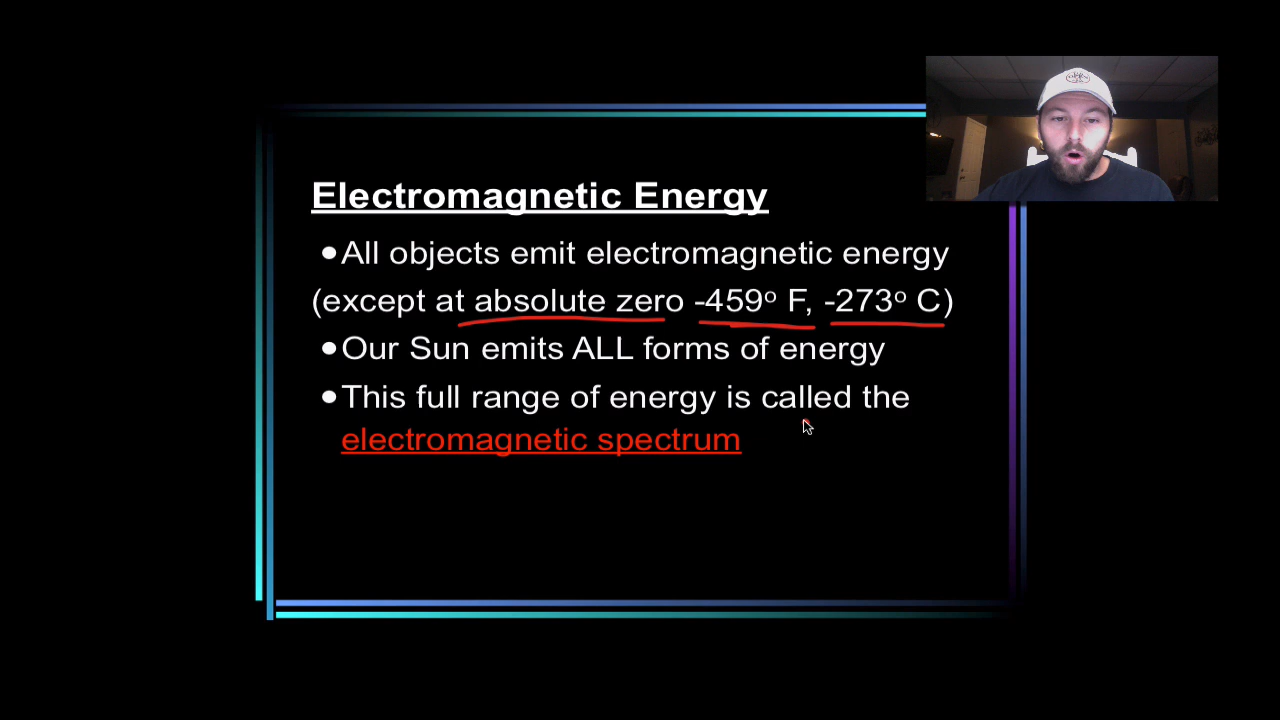 Electromagnetic Energy
●All objects emit electromagnetic energy
(except at absolute zero -459º F, -273º C)
●Our Sun emits ALL forms of energy
●This full range of energy is called the
electromagnetic spectrum